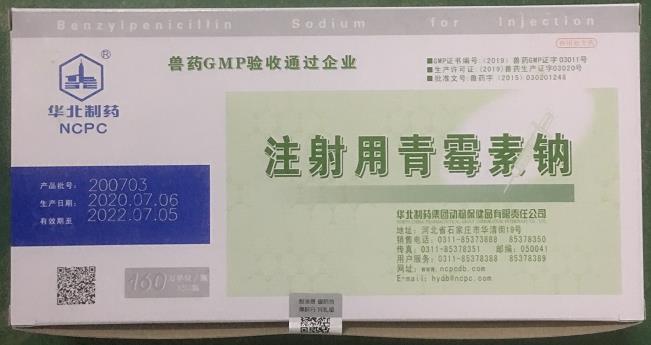 Benzylpenicillin Sodium for Injection
华北制药
NCPC
兽药GMP验收通过企业
■GMP证书编号:(2019)兽药GMP证字03011号
■生产许可证:(2019)兽药生产证字03020号
■批准文号:兽药字(2015)030201248
注射用青霉素钠
产品批号: 200703
生产日期: 2020.07.06
有效期至 2022.07.05
160万单位/瓶
华北制药集团动物保健品有限责任公司
地址:河北省石家庄市华清街19号
销售电话:0311-85373888 85378350
传真:0311-85378351 邮编:050041
用户服务:0311-85378388 85378389
网址:www.ncpcdb.com
E-mail:hydb@ncpc.com